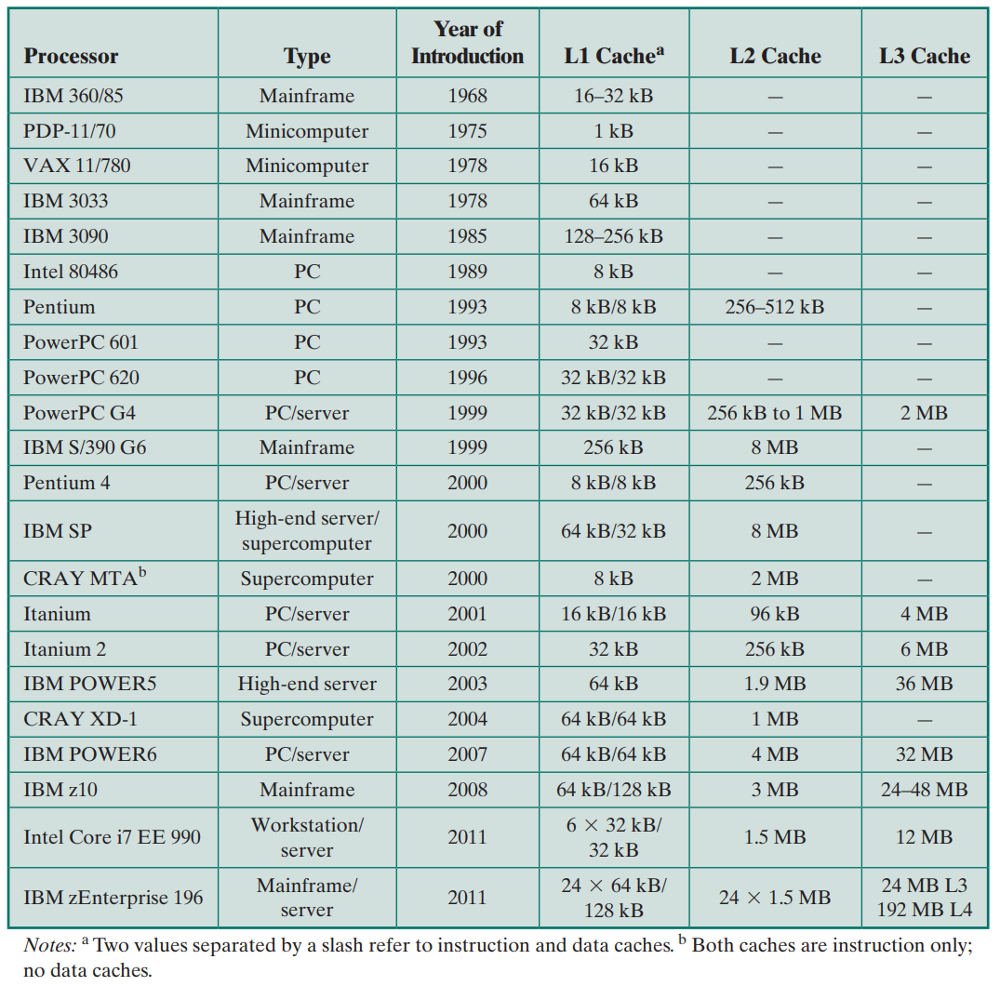 Processor Type Year of Introduction L1 Cacheᵃ L2 Cache L3 Cache
IBM 360/85 Mainframe 1968 16–32 kB — —
PDP-11/70 Minicomputer 1975 1 kB — —
VAX 11/780 Minicomputer 1978 16 kB — —
IBM 3033 Mainframe 1978 64 kB — —
IBM 3090 Mainframe 1985 128–256 kB — —
Intel 80486 PC 1989 8 kB — —
Pentium PC 1993 8 kB/8 kB 256–512 kB —
PowerPC 601 PC 1993 32 kB — —
PowerPC 620 PC 1996 32 kB/32 kB — —
PowerPC G4 PC/server 1999 32 kB/32 kB 256 kB to 1 MB 2 MB
IBM S/390 G6 Mainframe 1999 256 kB 8 MB —
Pentium 4 PC/server 2000 8 kB/8 kB 256 kB —
IBM SP High-end server/ supercomputer 2000 64 kB/32 kB 8 MB —
CRAY MTAᵇ Supercomputer 2000 8 kB 2 MB —
Itanium PC/server 2001 16 kB/16 kB 96 kB 4 MB
Itanium 2 PC/server 2002 32 kB 256 kB 6 MB
IBM POWER5 High-end server 2003 64 kB 1.9 MB 36 MB
CRAY XD-1 Supercomputer 2004 64 kB/64 kB 1 MB —
IBM POWER6 PC/server 2007 64 kB/64 kB 4 MB 32 MB
IBM z10 Mainframe 2008 64 kB/128 kB 3 MB 24–48 MB
Intel Core i7 EE 990 Workstation/ server 2011 6 × 32 kB/ 32 kB 1.5 MB 12 MB
IBM zEnterprise 196 Mainframe/ server 2011 24 × 64 kB/ 128 kB 24 × 1.5 MB 24 MB L3 192 MB L4
Notes: ᵃ Two values separated by a slash refer to instruction and data caches. ᵇ Both caches are instruction only;
no data caches.